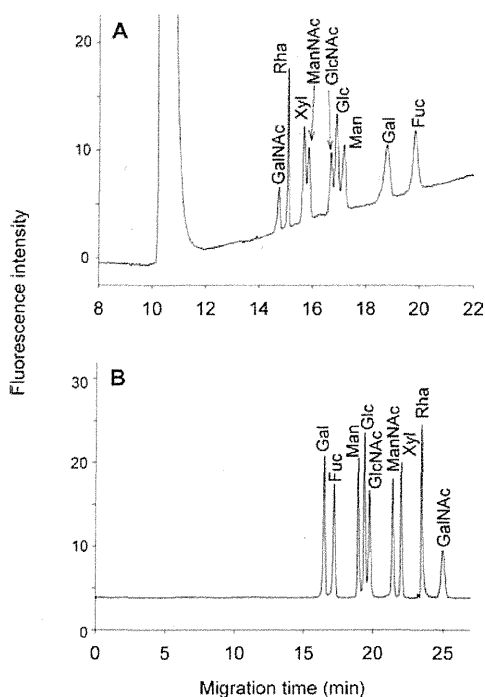 A
20
10
0
GalNAc
Rha
Xyl
ManNAc
GlcNAc
Glc
Man
Gal
Fuc
8 10 12 14 16 18 20 22
Fluorescence intensity
B
30
20
10
0
Gal
Fuc
Man
Glc
GlcNAc
ManNAc
Xyl
Rha
GalNAc
0 5 10 15 20 25
Migration time (min)